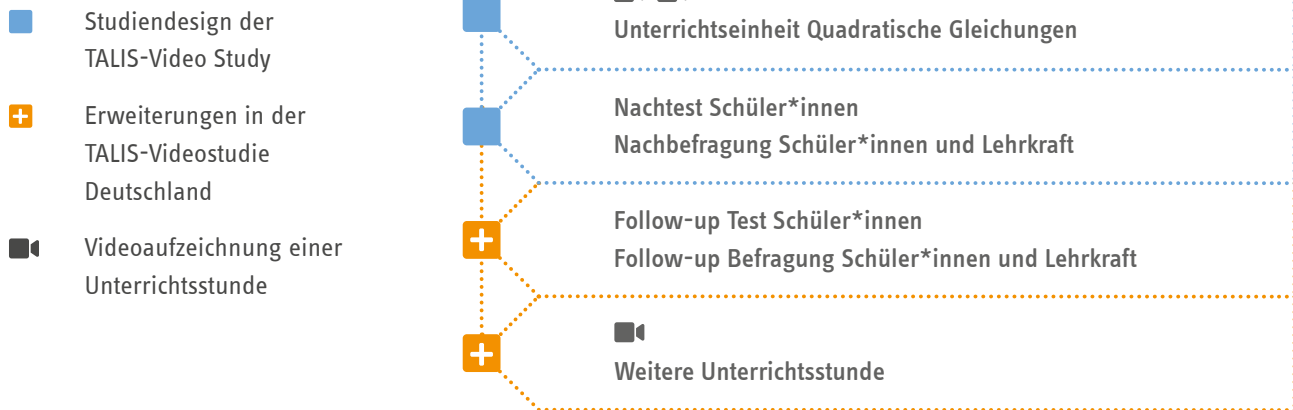 Studiendesign der
TALIS-Video Study
Erweiterungen in der
TALIS-Videostudie
Deutschland
Videoaufzeichnung einer
Unterrichtsstunde
Unterrichtseinheit Quadratische Gleichungen
Nachtest Schüler*innen
Nachbefragung Schüler*innen und Lehrkraft
Follow-up Test Schüler*innen
Follow-up Befragung Schüler*innen und Lehrkraft
Weitere Unterrichtsstunde